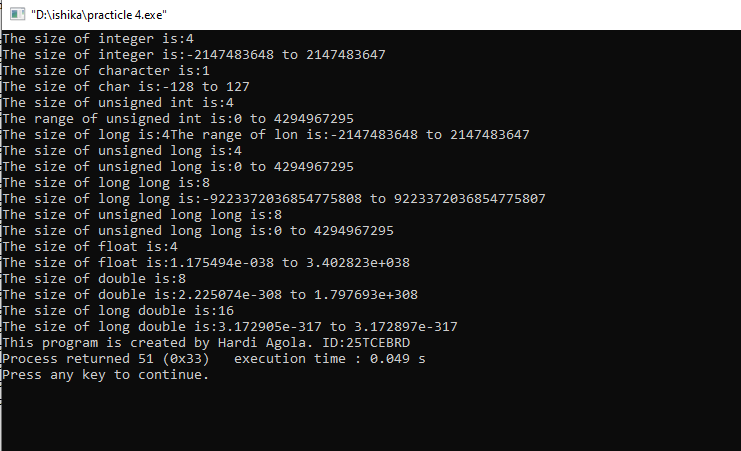 "D:\ishika\practicle 4.exe"
The size of integer is:4
The size of integer is:-2147483648 to 2147483647
The size of character is:1
The size of char is:-128 to 127
The size of unsigned int is:4
The range of unsigned int is:0 to 4294967295
The size of long is:4The range of lon is:-2147483648 to 2147483647
The size of unsigned long is:4
The size of unsigned long is:0 to 4294967295
The size of long long is:8
The size of long long is:-9223372036854775808 to 9223372036854775807
The size of unsigned long long is:8
The size of unsigned long long is:0 to 4294967295
The size of float is:4
The size of float is:1.175494e-038 to 3.402823e+038
The size of double is:8
The size of double is:2.225074e-308 to 1.797693e+308
The size of long double is:16
The size of long double is:3.172905e-317 to 3.172897e-317
This program is created by Hardi Agola. ID:25TCEBRD
Process returned 51 (0x33)   execution time : 0.049 s
Press any key to continue.